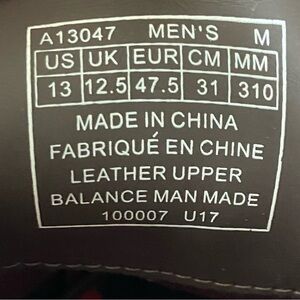 A13047 MEN'S M
US UK EUR CM MM
13 12.5 47.5 31 310
MADE IN CHINA
FABRIQUÉ EN CHINE
LEATHER UPPER
BALANCE MAN MADE
100007 U17